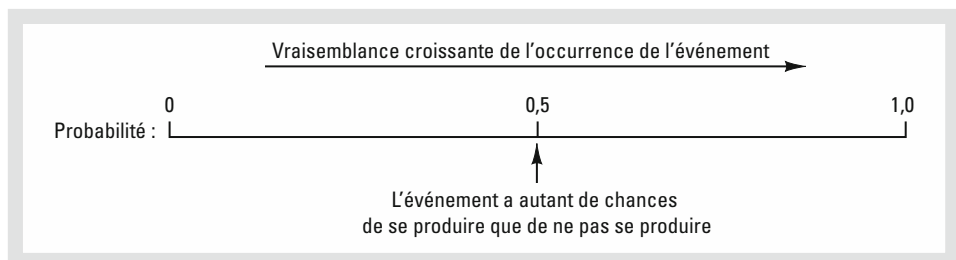 Vraisemblance croissante de l'occurrence de l'événement
0 0,5 1,0
Probabilité :
L'événement a autant de chances
de se produire que de ne pas se produire